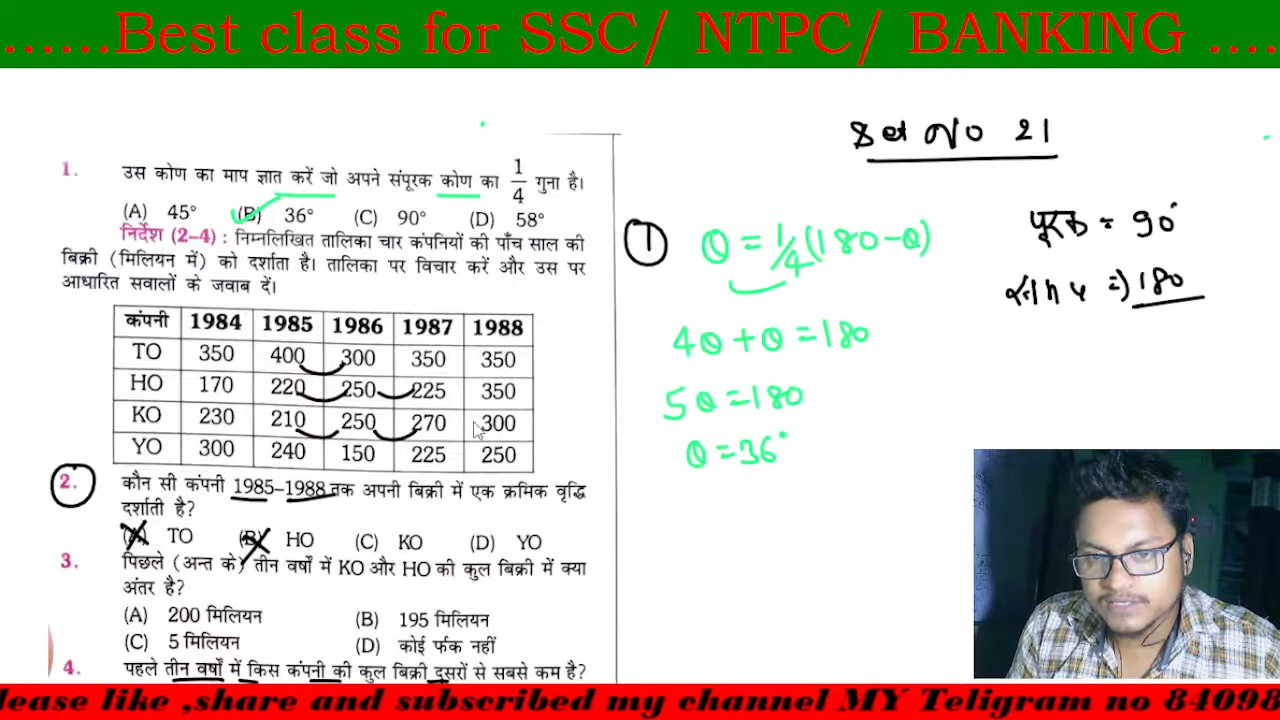 ......Best class for SSC/ NTPC/ BANKING ....
Set No 21
1. उस कोण का माप ज्ञात करें जो अपने संपूरक कोण का 1/4 गुना है।
(A) 45° (B) 36° (C) 90° (D) 58°
निर्देश (2–4) : निम्नलिखित तालिका चार कंपनियों की पाँच साल की
बिक्री (मिलियन में) को दर्शाता है। तालिका पर विचार करें और उस पर
आधारित सवालों के जवाब दें।
कंपनी 1984 1985 1986 1987 1988
TO 350 400 300 350 350
HO 170 220 250 225 350
KO 230 210 250 270 300
YO 300 240 150 225 250
2. कौन सी कंपनी 1985–1988 तक अपनी बिक्री में एक क्रमिक वृद्धि
दर्शाती है?
(A) TO (B) HO (C) KO (D) YO
3. पिछले (अन्त के) तीन वर्षों में KO और HO की कुल बिक्री में क्या
अंतर है?
(A) 200 मिलियन (B) 195 मिलियन
(C) 5 मिलियन (D) कोई र्फक नहीं
4. पहले तीन वर्षों में किस कंपनी की कुल बिक्री दूसरों से सबसे कम है?
1 θ = 1/4 (180 - θ)
4θ + θ = 180
5θ = 180
θ = 36°
पूरक = 90°
=) 180
lease like ,share and subscribed my channel MY Teligram no 84098